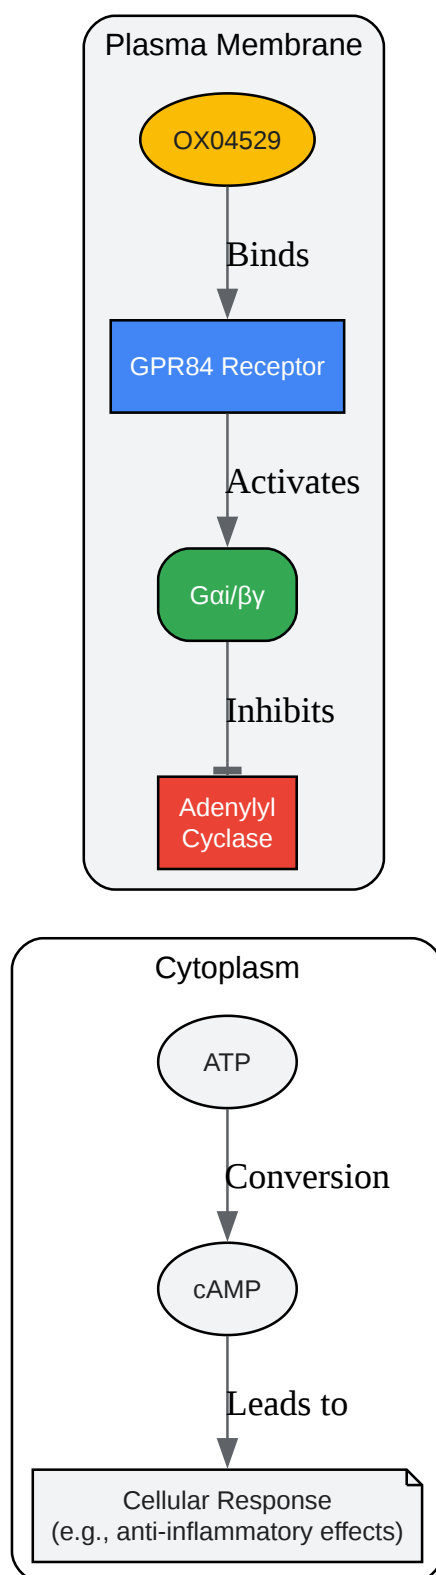 Plasma Membrane
OX04529
Binds
GPR84 Receptor
Activates
Gαi/βγ
Inhibits
Adenylyl
Cyclase
Cytoplasm
ATP
Conversion
cAMP
Leads to
Cellular Response
(e.g., anti-inflammatory effects)